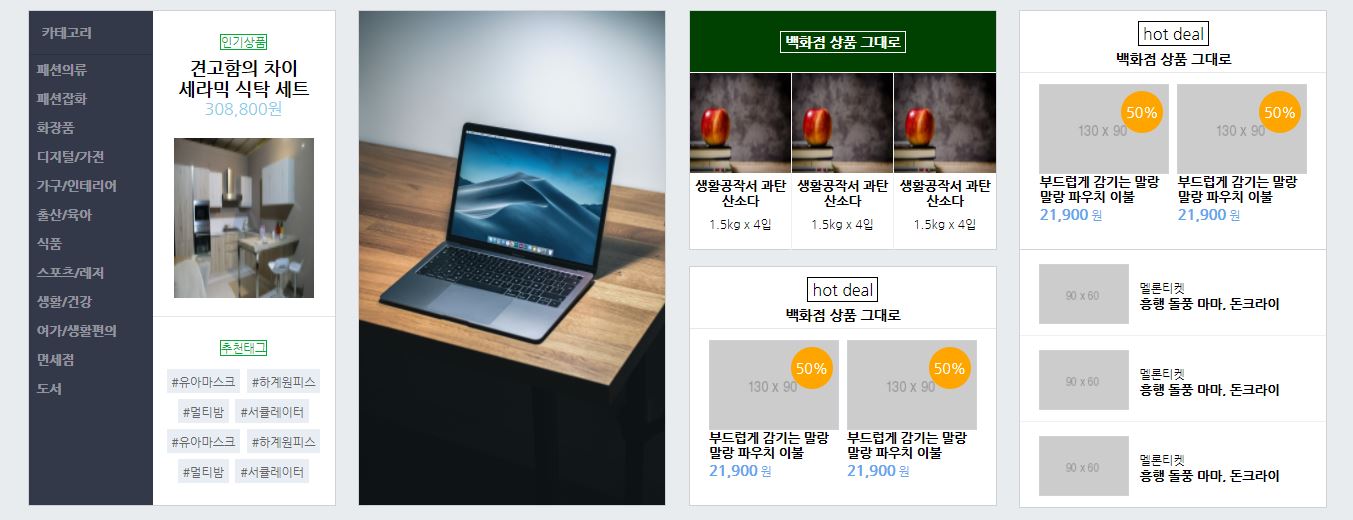 카테고리
패션의류
패션잡화
화장품
디지털/가전
가구/인테리어
출산/육아
식품
스포츠/레저
생활/건강
여가/생활편의
면세점
도서
인기상품
견고함의 차이
세라믹 식탁 세트
308,800원
추천태그
#유아마스크 #하게원피스
#멀티밤 #서큘레이터
#유아마스크 #하게원피스
#멀티밤 #서큘레이터
백화점 상품 그대로
생활공작서 과탄
산소다
1.5kg x 4입
생활공작서 과탄
산소다
1.5kg x 4입
생활공작서 과탄
산소다
1.5kg x 4입
hot deal
백화점 상품 그대로
130 x 90
50%
부드럽게 감기는 말랑
말랑 파우치 이불
21,900 원
130 x 90
50%
부드럽게 감기는 말랑
말랑 파우치 이불
21,900 원
hot deal
백화점 상품 그대로
130 x 90
50%
부드럽게 감기는 말랑
말랑 파우치 이불
21,900 원
130 x 90
50%
부드럽게 감기는 말랑
말랑 파우치 이불
21,900 원
90 x 60
멜론티켓
흥행 돌풍 마마, 돈크라이
90 x 60
멜론티켓
흥행 돌풍 마마, 돈크라이
90 x 60
멜론티켓
흥행 돌풍 마마, 돈크라이